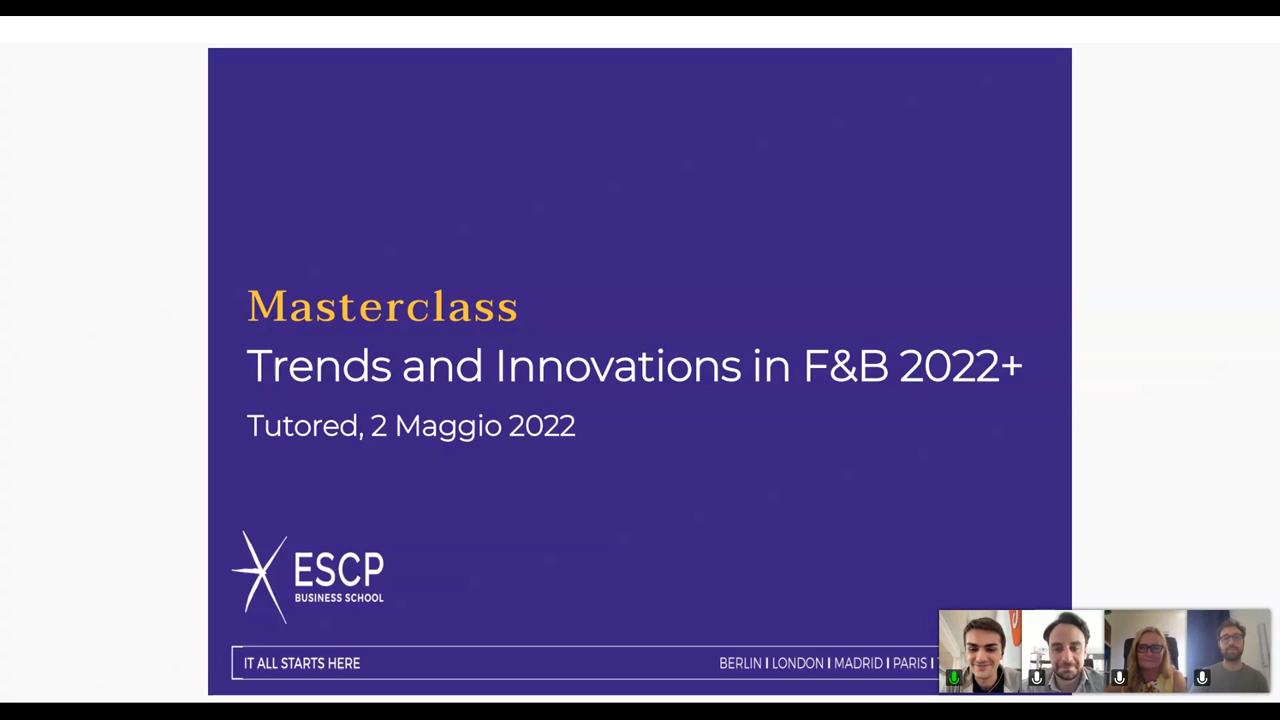 Masterclass
Trends and Innovations in F&B 2022+
Tutored, 2 Maggio 2022
ESCP
BUSINESS SCHOOL
IT ALL STARTS HERE
BERLIN I LONDON I MADRID I PARIS I